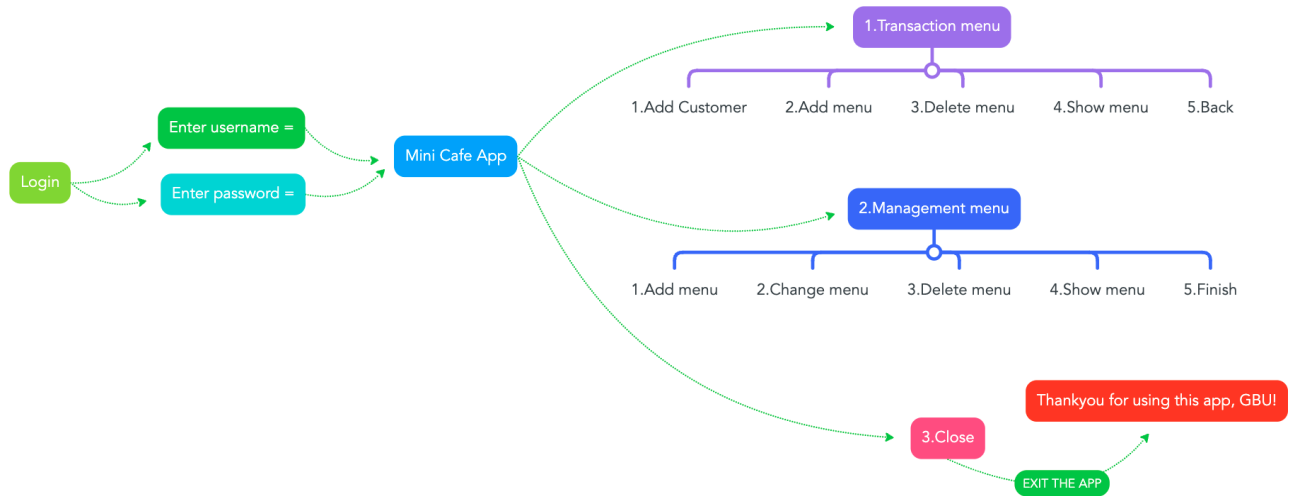 Login
Enter username =
Enter password =
Mini Cafe App
1.Transaction menu
1.Add Customer
2.Add menu
3.Delete menu
4.Show menu
5.Back
2.Management menu
1.Add menu
2.Change menu
3.Delete menu
4.Show menu
5.Finish
3.Close
EXIT THE APP
Thankyou for using this app, GBU!